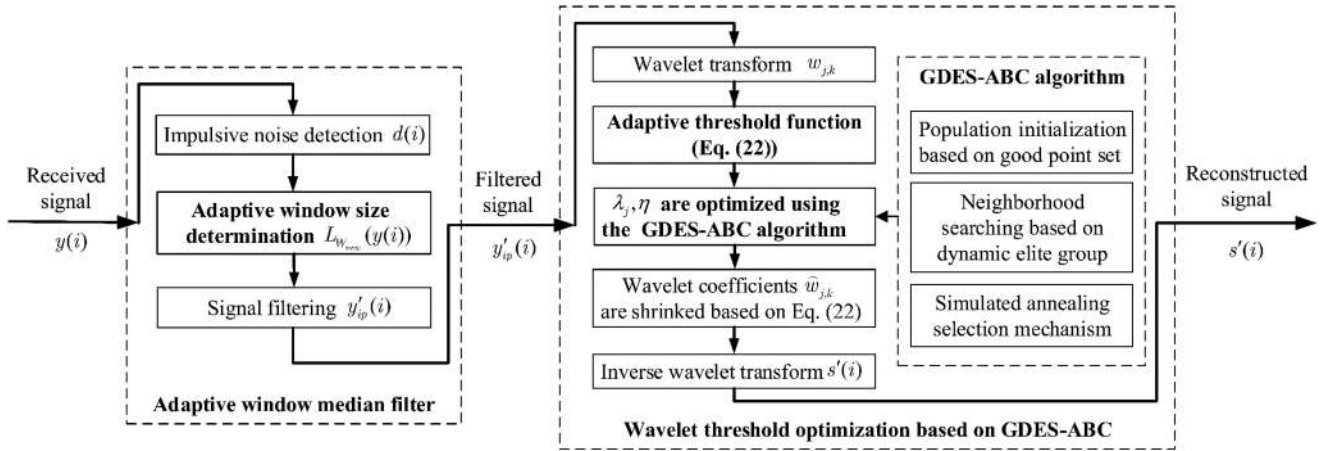 Received
signal
y(i)
Impulsive noise detection d(i)
Adaptive window size
determination L_{W_{new}}(y(i))
Signal filtering y'_{ip}(i)
Adaptive window median filter
Filtered
signal
y'_{ip}(i)
Wavelet transform w_{j,k}
Adaptive threshold function
(Eq. (22))
λ_j, η are optimized using
the GDES-ABC algorithm
Wavelet coefficients ŵ_{j,k}
are shrinked based on Eq. (22)
Inverse wavelet transform s'(i)
GDES-ABC algorithm
Population initialization
based on good point set
Neighborhood
searching based on
dynamic elite group
Simulated annealing
selection mechanism
Wavelet threshold optimization based on GDES-ABC
Reconstructed
signal
s'(i)